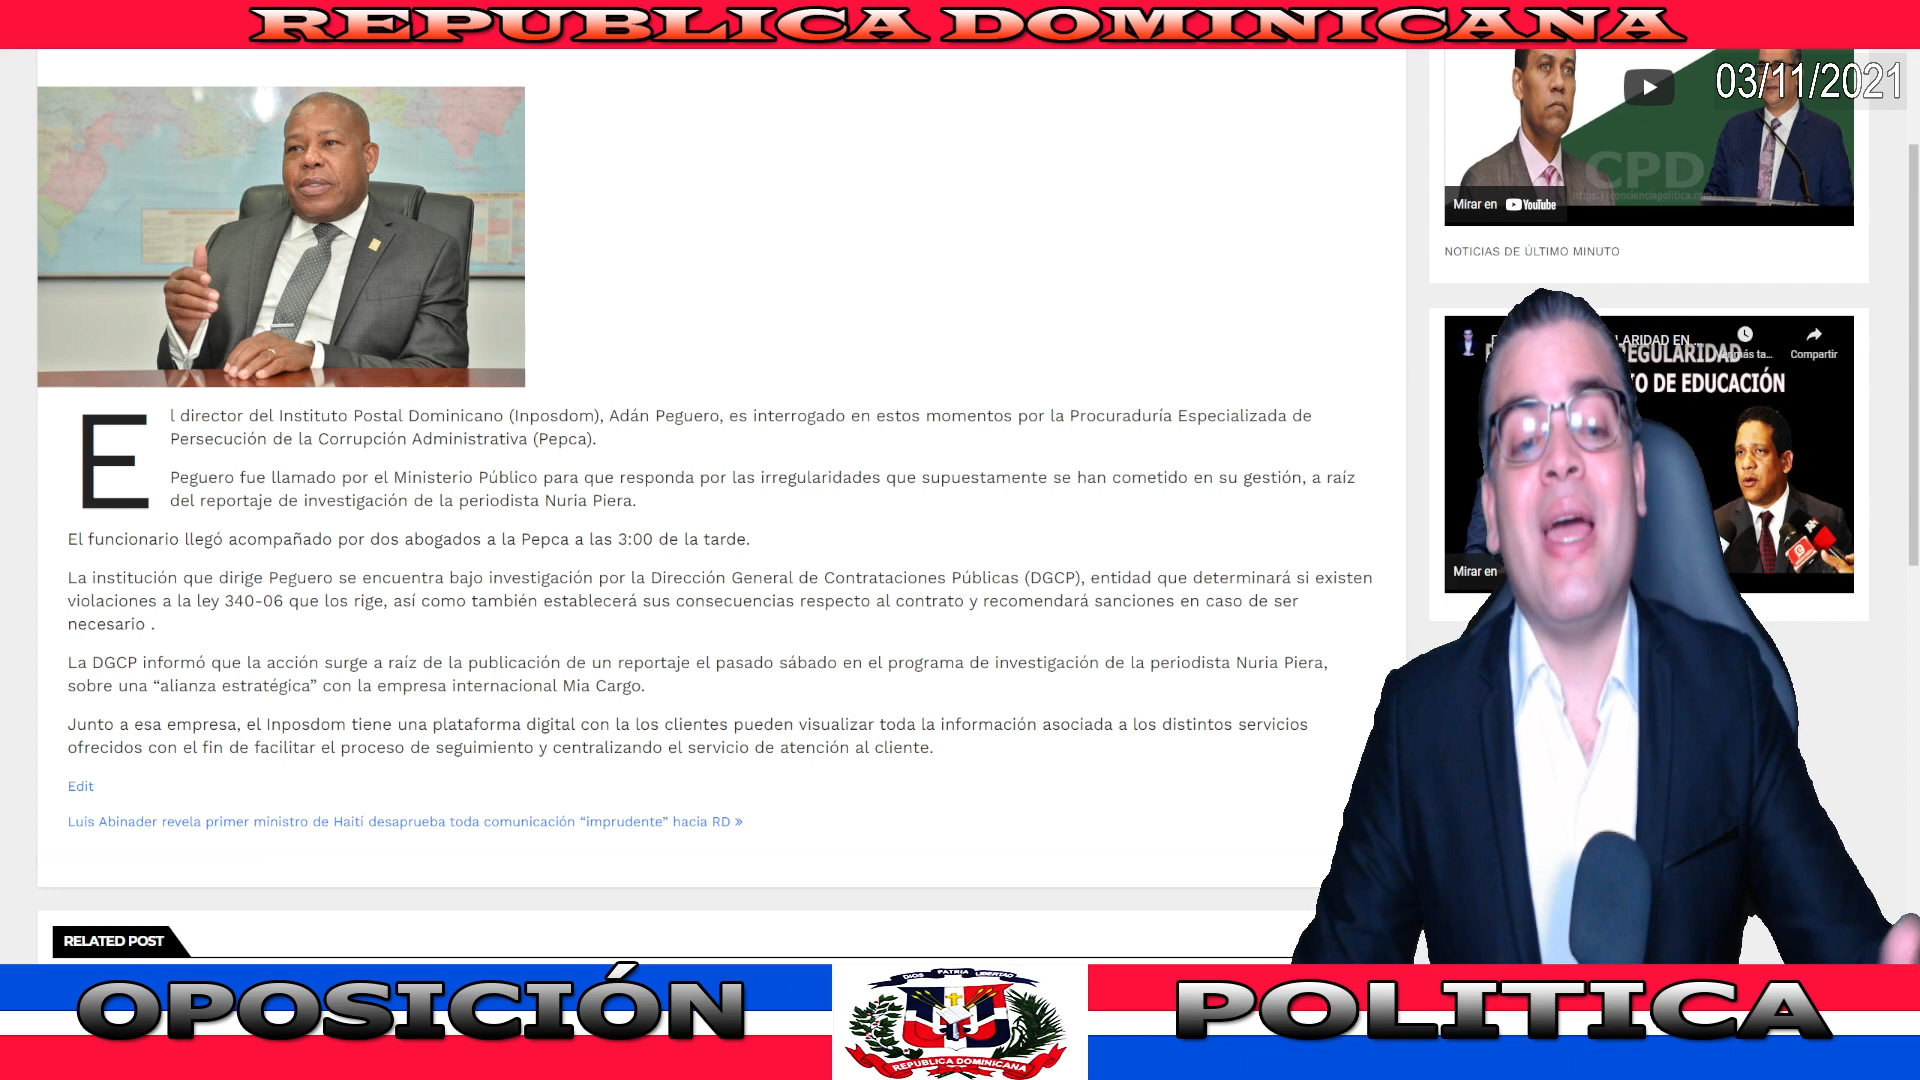 REPUBLICA DOMINICANA
03/11/2021
CPD
https://concienciapolitica.com/
Mirar en YouTube
NOTICIAS DE ÚLTIMO MINUTO
ARIDAD EN ...
EGULARIDAD
más ta...
Compartir
O DE EDUCACIÓN
Mirar en
El director del Instituto Postal Dominicano (Inposdom), Adán Peguero, es interrogado en estos momentos por la Procuraduría Especializada de
Persecución de la Corrupción Administrativa (Pepca).
Peguero fue llamado por el Ministerio Público para que responda por las irregularidades que supuestamente se han cometido en su gestión, a raíz
del reportaje de investigación de la periodista Nuria Piera.
El funcionario llegó acompañado por dos abogados a la Pepca a las 3:00 de la tarde.
La institución que dirige Peguero se encuentra bajo investigación por la Dirección General de Contrataciones Públicas (DGCP), entidad que determinará si existen
violaciones a la ley 340-06 que los rige, así como también establecerá sus consecuencias respecto al contrato y recomendará sanciones en caso de ser
necesario .
La DGCP informó que la acción surge a raíz de la publicación de un reportaje el pasado sábado en el programa de investigación de la periodista Nuria Piera,
sobre una “alianza estratégica” con la empresa internacional Mia Cargo.
Junto a esa empresa, el Inposdom tiene una plataforma digital con la los clientes pueden visualizar toda la información asociada a los distintos servicios
ofrecidos con el fin de facilitar el proceso de seguimiento y centralizando el servicio de atención al cliente.
Edit
Luis Abinader revela primer ministro de Haití desaprueba toda comunicación “imprudente” hacia RD »
RELATED POST
OPOSICIÓN
DIOS PATRIA LIBERTAD
REPUBLICA DOMINICANA
POLITICA